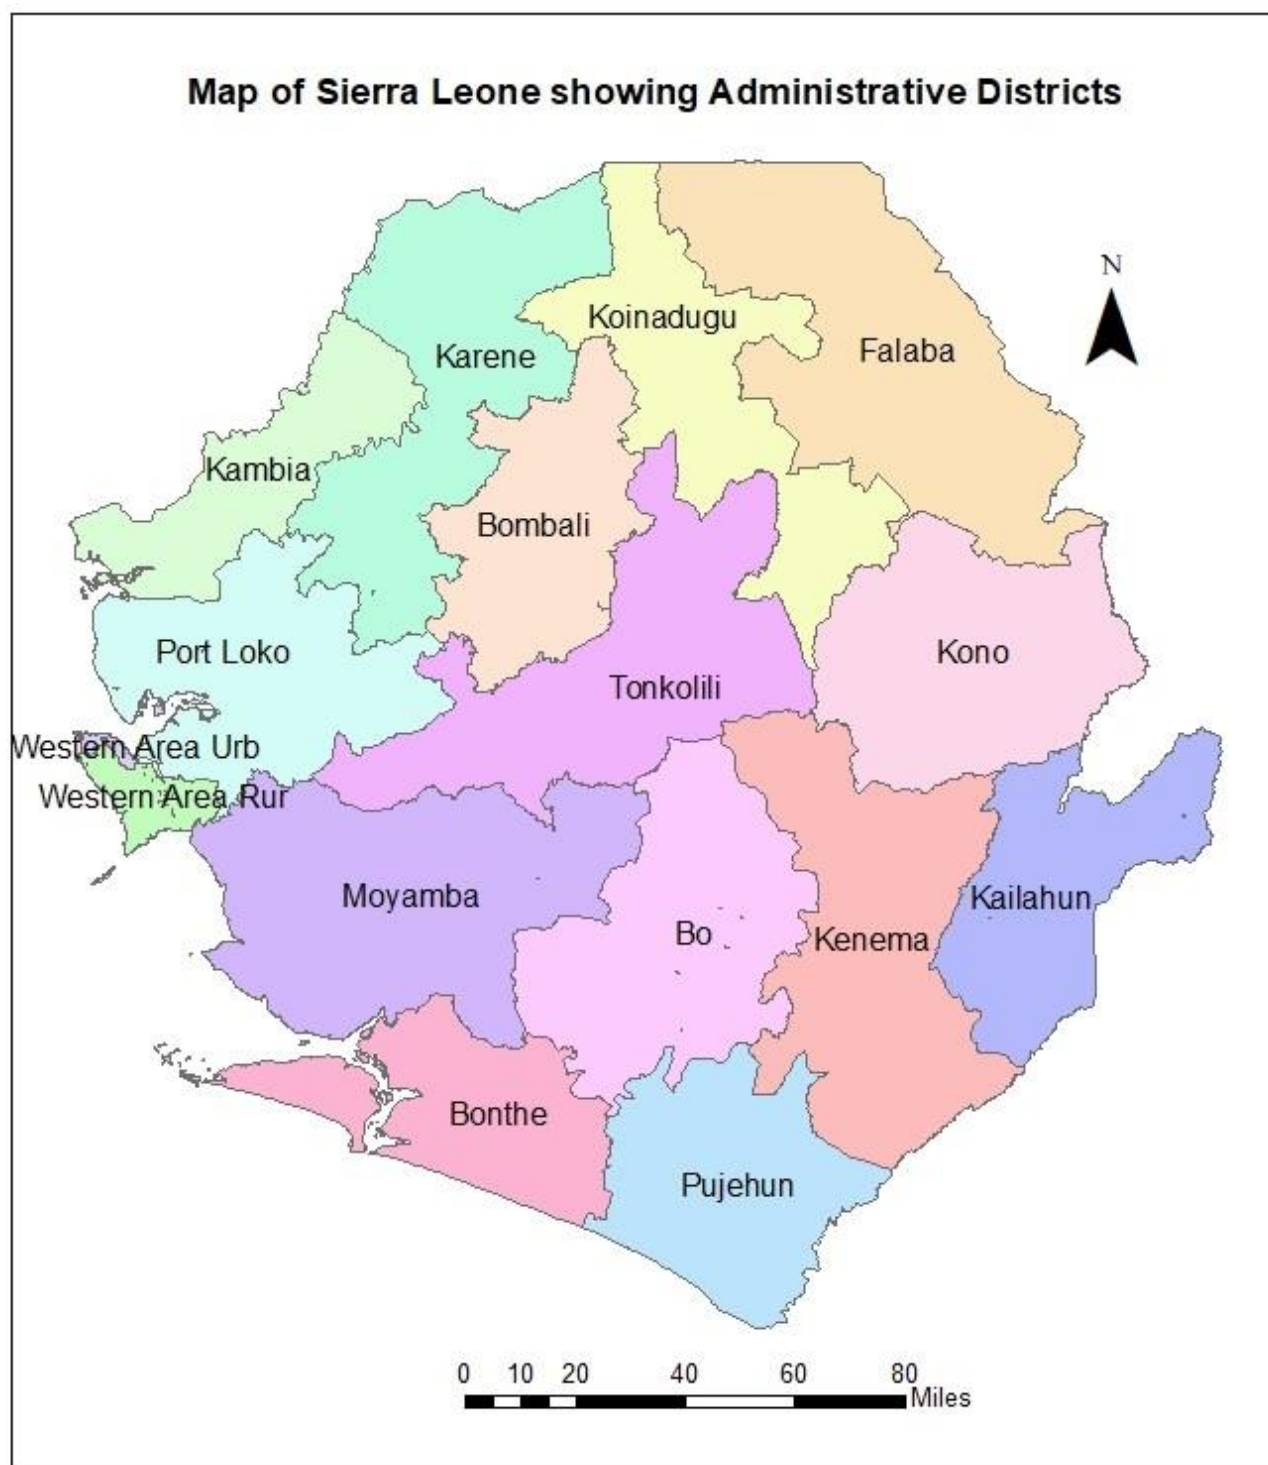 Map of Sierra Leone showing Administrative Districts
N
Koinadugu
Falaba
Karene
Kambia
Bombali
Port Loko
Kono
Tonkolili
Western Area Urb
Western Area Rur
Moyamba
Kailahun
Bo
Kenema
Bonthe
Pujehun
0 10 20 40 60 80
Miles